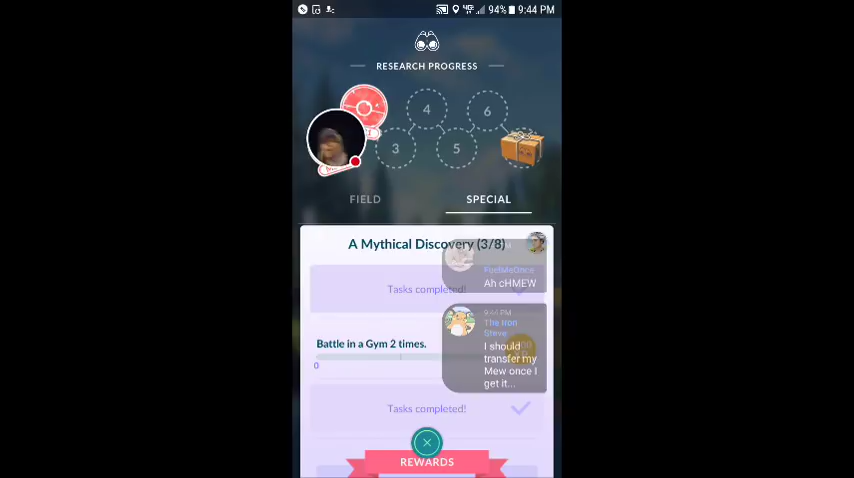 94% 9:44 PM
RESEARCH PROGRESS
4
6
3
5
FIELD
SPECIAL
A Mythical Discovery (3/8)
FuelMeOnce
Tasks completed!
Ah cHMEW
9:44 PM
The Iron
Steve
Battle in a Gym 2 times.
I should
transfer my
Mew once I
get it...
0
Tasks completed!
REWARDS